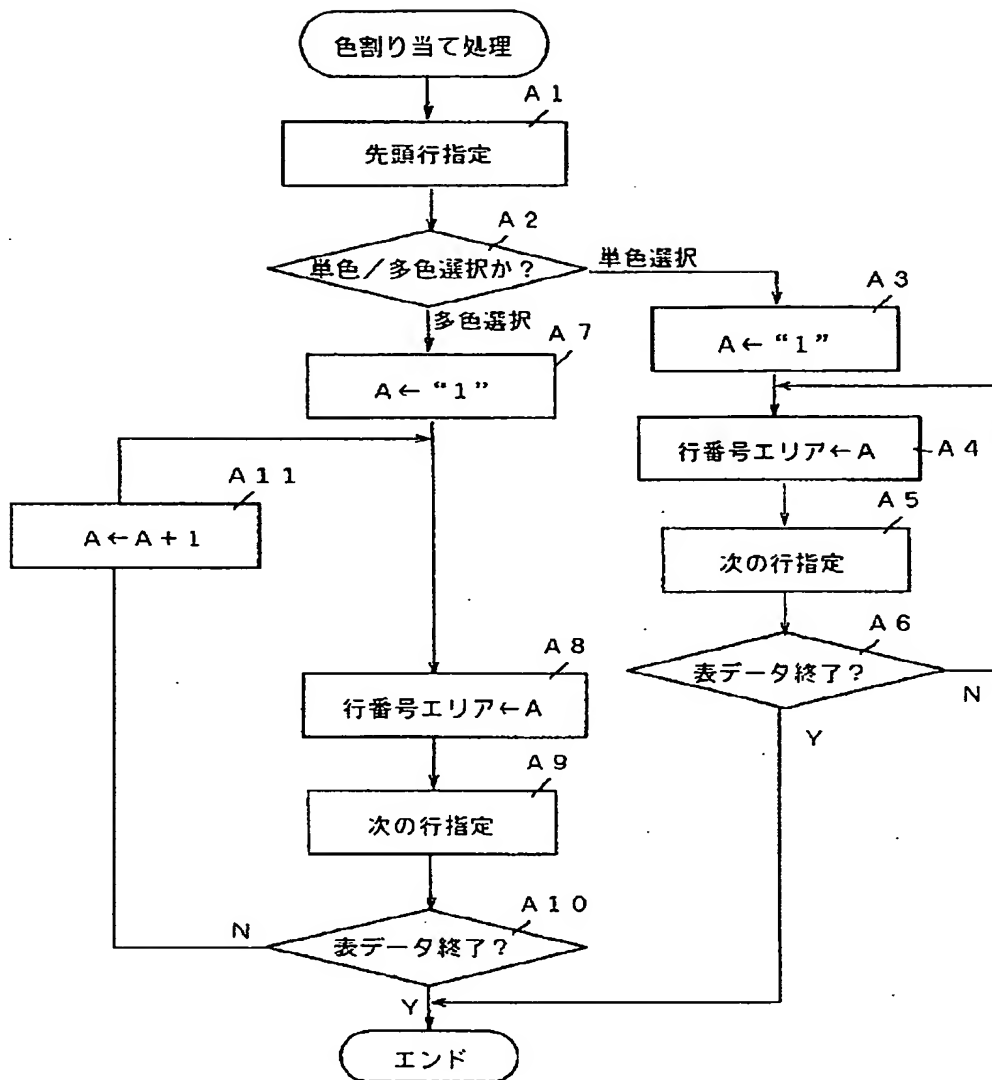 色割り当て処理
A1
先頭行指定
A2
単色／多色選択か？
単色選択
多色選択
A3
A←“1”
A7
A←“1”
行番号エリア←A
A4
A11
A←A＋1
A5
次の行指定
A6
表データ終了？
N
Y
A8
行番号エリア←A
A9
次の行指定
A10
表データ終了？
N
Y
エンド